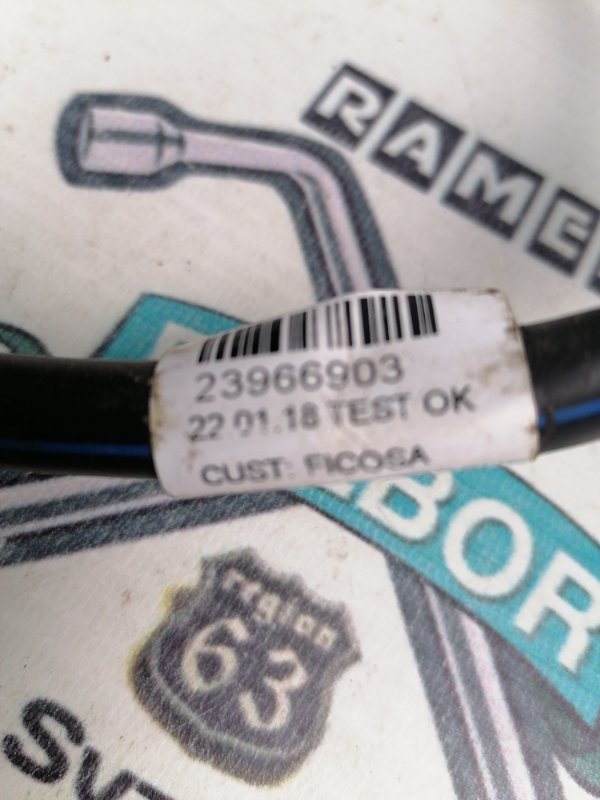 RAME
23966903
22 01.18 TEST OK
CUST: FICOSA
BOR
region
63